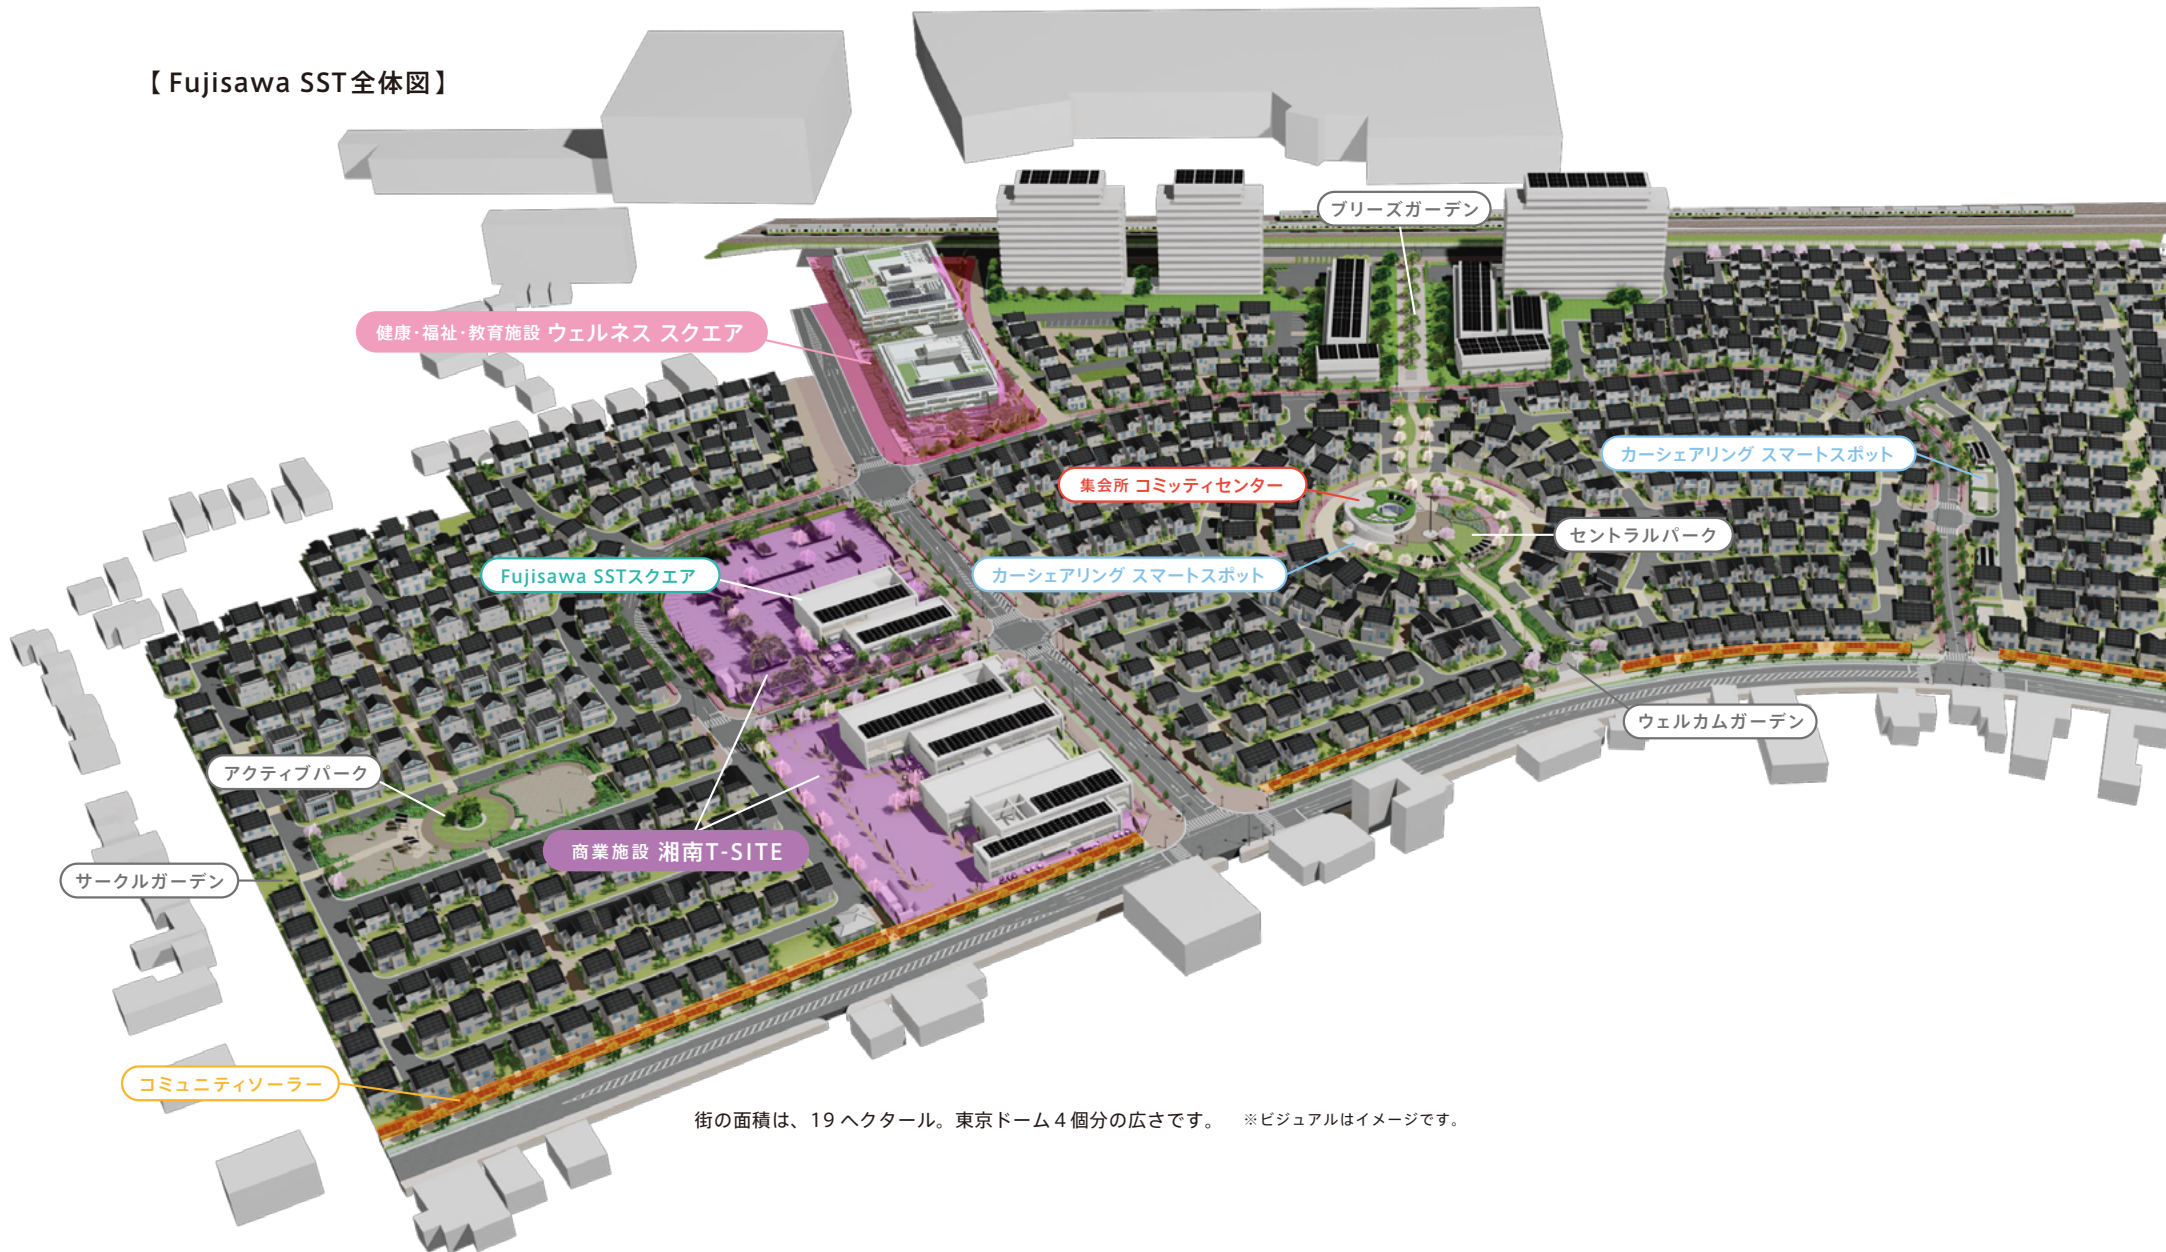 【 Fujisawa SST全体図】
ブリーズガーデン
健康・福祉・教育施設 ウェルネス スクエア
カーシェアリング スマートスポット
集会所 コミッティセンター
セントラルパーク
Fujisawa SSTスクエア
カーシェアリング スマートスポット
ウェルカムガーデン
アクティブパーク
商業施設 湘南T-SITE
サークルガーデン
コミュニティソーラー
街の面積は、19 ヘクタール。東京ドーム 4 個分の広さです。 ※ビジュアルはイメージです。